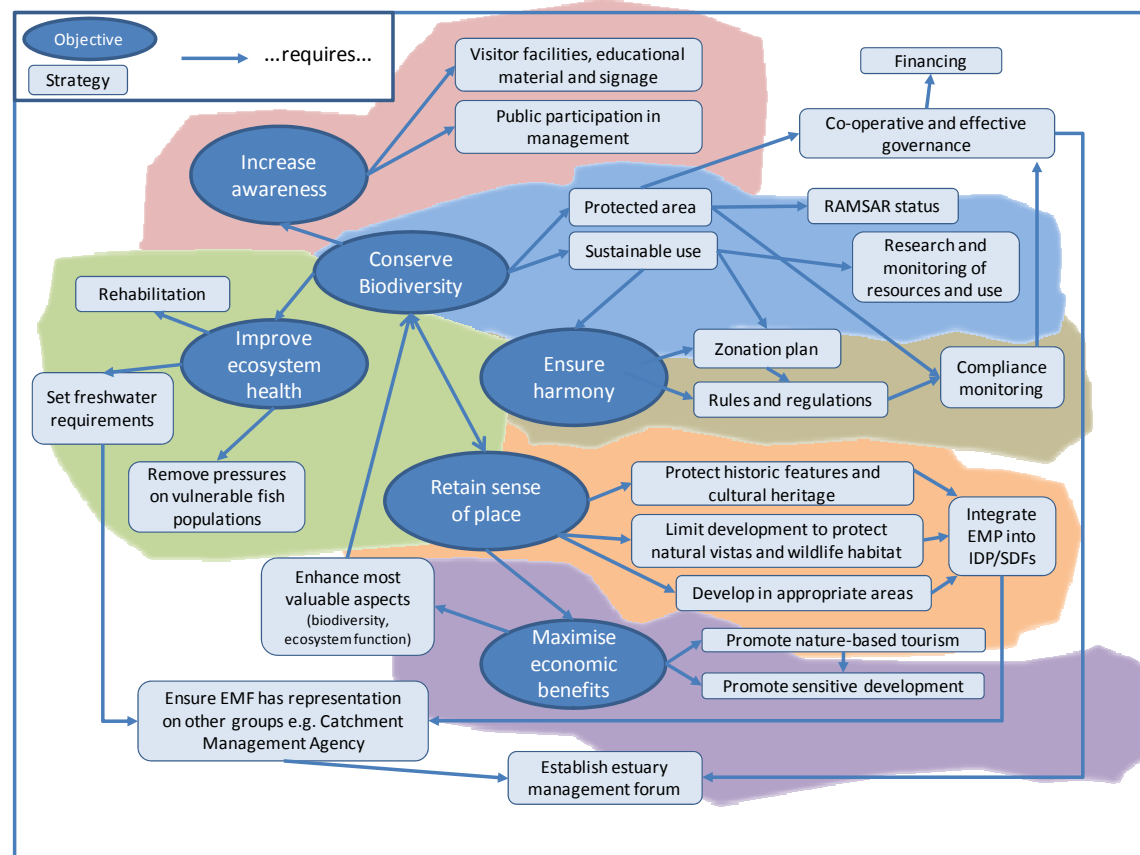 Objective
...requires...
Strategy
Visitor facilities, educational
material and signage
Financing
Public participation in
management
Co-operative and effective
governance
Increase
awareness
Protected area
RAMSAR status
Conserve
Biodiversity
Sustainable use
Research and
monitoring of
resources and use
Rehabilitation
Improve
ecosystem
health
Ensure
harmony
Zonation plan
Compliance
monitoring
Set freshwater
requirements
Rules and regulations
Remove pressures
on vulnerable fish
populations
Retain sense
of place
Protect historic features and
cultural heritage
Limit development to protect
natural vistas and wildlife habitat
Integrate
EMP into
IDP/SDFs
Develop in appropriate areas
Enhance most
valuable aspects
(biodiversity,
ecosystem function)
Maximise
economic
benefits
Promote nature-based tourism
Promote sensitive development
Ensure EMF has representation
on other groups e.g. Catchment
Management Agency
Establish estuary
management forum